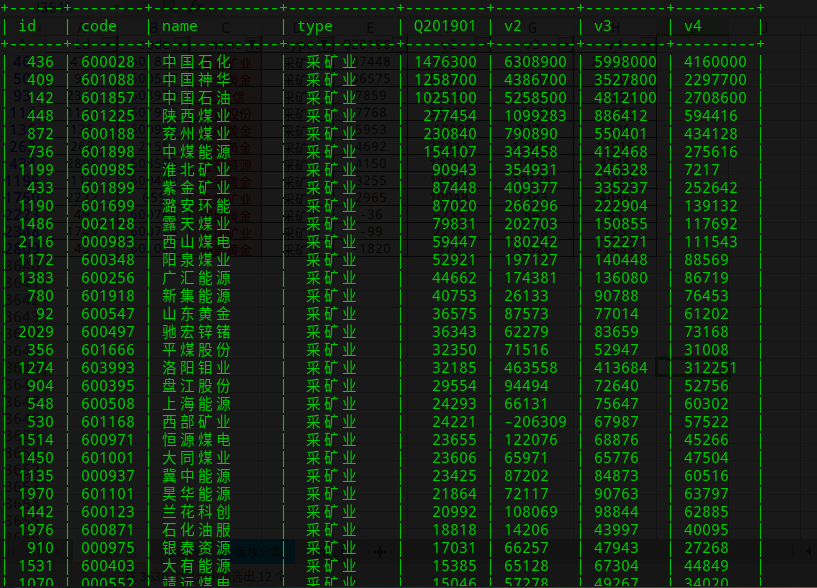 id | code | name | type | Q201901 | v2 | v3 | v4
436 | 600028 | 中国石化 | 采矿业 | 1476300 | 6308900 | 5998000 | 4160000
409 | 601088 | 中国神华 | 采矿业 | 1258700 | 4386700 | 3527800 | 2297700
142 | 601857 | 中国石油 | 采矿业 | 1025100 | 5258500 | 4812100 | 2708600
448 | 601225 | 陕西煤业 | 采矿业 | 277454 | 1099283 | 886412 | 594416
872 | 600188 | 兖州煤业 | 采矿业 | 230840 | 790890 | 550401 | 434128
736 | 601898 | 中煤能源 | 采矿业 | 154107 | 343458 | 412468 | 275616
1199 | 600985 | 淮北矿业 | 采矿业 | 90943 | 354931 | 246328 | 7217
433 | 601899 | 紫金矿业 | 采矿业 | 87448 | 409377 | 335237 | 252642
1190 | 601699 | 潞安环能 | 采矿业 | 87020 | 266296 | 222904 | 139132
1486 | 002128 | 露天煤业 | 采矿业 | 79831 | 202703 | 150855 | 117692
2116 | 000983 | 西山煤电 | 采矿业 | 59447 | 180242 | 152271 | 111543
1172 | 600348 | 阳泉煤业 | 采矿业 | 52921 | 197127 | 140448 | 88569
1383 | 600256 | 广汇能源 | 采矿业 | 44662 | 174381 | 136080 | 86719
780 | 601918 | 新集能源 | 采矿业 | 40753 | 26133 | 90788 | 76453
92 | 600547 | 山东黄金 | 采矿业 | 36575 | 87573 | 77014 | 61202
2029 | 600497 | 驰宏锌锗 | 采矿业 | 36343 | 62279 | 83659 | 73168
356 | 601666 | 平煤股份 | 采矿业 | 32350 | 71516 | 52947 | 31008
1274 | 603993 | 洛阳钼业 | 采矿业 | 32185 | 463558 | 413684 | 312251
904 | 600395 | 盘江股份 | 采矿业 | 29554 | 94494 | 72640 | 52756
548 | 600508 | 上海能源 | 采矿业 | 24293 | 66131 | 75647 | 60302
530 | 601168 | 西部矿业 | 采矿业 | 24221 | -206309 | 67987 | 57522
1514 | 600971 | 恒源煤电 | 采矿业 | 23655 | 122076 | 68876 | 45266
1450 | 601001 | 大同煤业 | 采矿业 | 23606 | 65971 | 65776 | 47504
1135 | 000937 | 冀中能源 | 采矿业 | 23425 | 87202 | 84873 | 60516
1970 | 601101 | 昊华能源 | 采矿业 | 21864 | 72117 | 90763 | 63797
1442 | 600123 | 兰花科创 | 采矿业 | 20992 | 108069 | 98844 | 62885
1976 | 600871 | 石化油服 | 采矿业 | 18818 | 14206 | 43997 | 40095
910 | 000975 | 银泰资源 | 采矿业 | 17031 | 66257 | 47943 | 27268
1531 | 600403 | 大有能源 | 采矿业 | 15385 | 65128 | 67304 | 44849
1070 | 000552 | 靖远煤电 | 采矿业 | 15046 | 57278 | 49267 | 34020